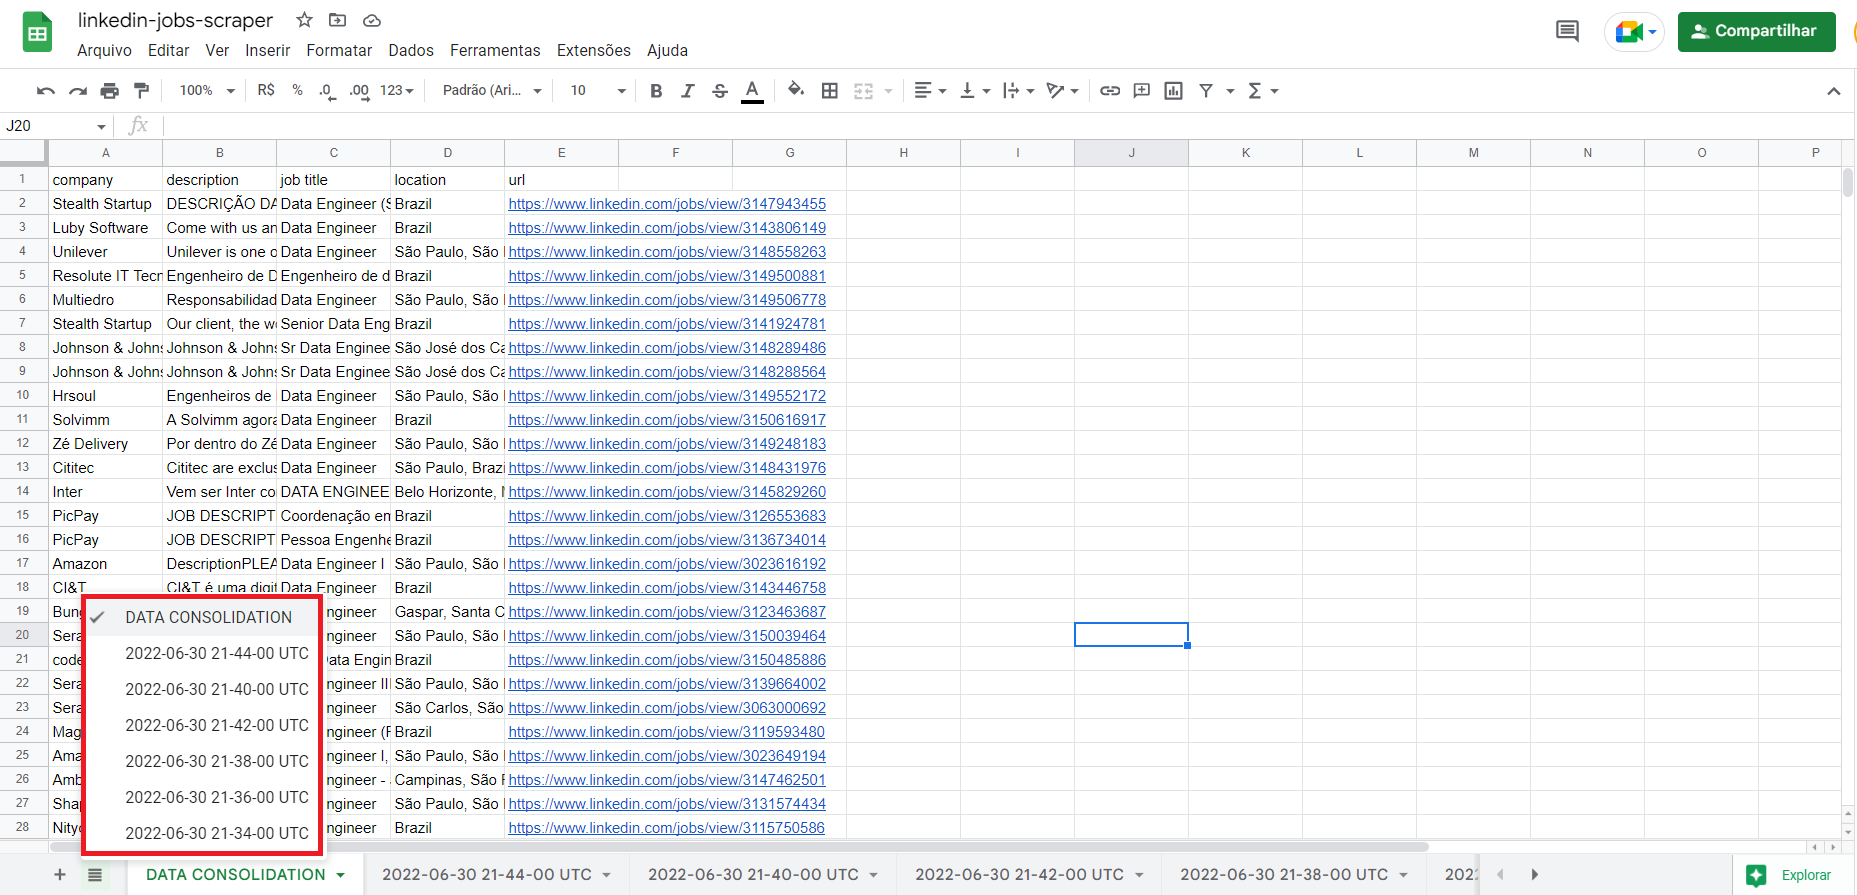 linkedin-jobs-scraper
Arquivo Editar Ver Inserir Formatar Dados Ferramentas Extensões Ajuda
Compartilhar
100% R$ % .0 .00 123 Padrão (Ari... 10 B I S A Σ
J20 fx
A B C D E F G H I J K L M N O P
1 company description job title location url
2 Stealth Startup DESCRIÇÃO DA Data Engineer (S Brazil https://www.linkedin.com/jobs/view/3147943455
3 Luby Software Come with us an Data Engineer Brazil https://www.linkedin.com/jobs/view/3143806149
4 Unilever Unilever is one o Data Engineer São Paulo, São https://www.linkedin.com/jobs/view/3148558263
5 Resolute IT Tecn Engenheiro de D Engenheiro de d Brazil https://www.linkedin.com/jobs/view/3149500881
6 Multiedro Responsabilidad Data Engineer São Paulo, São https://www.linkedin.com/jobs/view/3149506778
7 Stealth Startup Our client, the wo Senior Data Eng Brazil https://www.linkedin.com/jobs/view/3141924781
8 Johnson & Johns Johnson & Johns Sr Data Enginee São José dos Ca https://www.linkedin.com/jobs/view/3148289486
9 Johnson & Johns Johnson & Johns Sr Data Enginee São José dos Ca https://www.linkedin.com/jobs/view/3148288564
10 Hrsoul Engenheiros de Data Engineer São Paulo, São https://www.linkedin.com/jobs/view/3149552172
11 Solvimm A Solvimm agora Data Engineer Brazil https://www.linkedin.com/jobs/view/3150616917
12 Zé Delivery Por dentro do Zé Data Engineer São Paulo, São https://www.linkedin.com/jobs/view/3149248183
13 Cititec Cititec are exclus Data Engineer São Paulo, Brazi https://www.linkedin.com/jobs/view/3148431976
14 Inter Vem ser Inter co DATA ENGINEE Belo Horizonte, M https://www.linkedin.com/jobs/view/3145829260
15 PicPay JOB DESCRIPT Coordenação em Brazil https://www.linkedin.com/jobs/view/3126553683
16 PicPay JOB DESCRIPT Pessoa Engenhe Brazil https://www.linkedin.com/jobs/view/3136734014
17 Amazon DescriptionPLEA Data Engineer I São Paulo, São https://www.linkedin.com/jobs/view/3023616192
18 CI&T CI&T é uma digit Data Engineer Brazil https://www.linkedin.com/jobs/view/3143446758
19 Bung ngineer Gaspar, Santa C https://www.linkedin.com/jobs/view/3123463687
20 Sera ngineer São Paulo, São https://www.linkedin.com/jobs/view/3150039464
21 code Data Engin Brazil https://www.linkedin.com/jobs/view/3150485886
22 Sera ngineer III São Paulo, São https://www.linkedin.com/jobs/view/3139664002
23 Sera ngineer São Carlos, São https://www.linkedin.com/jobs/view/3063000692
24 Mag ngineer (F Brazil https://www.linkedin.com/jobs/view/3119593480
25 Ama ngineer I, São Paulo, São https://www.linkedin.com/jobs/view/3023649194
26 Amb ngineer - Campinas, São P https://www.linkedin.com/jobs/view/3147462501
27 Shap ngineer São Paulo, São https://www.linkedin.com/jobs/view/3131574434
28 Nityo ngineer Brazil https://www.linkedin.com/jobs/view/3115750586
DATA CONSOLIDATION
2022-06-30 21-44-00 UTC
2022-06-30 21-40-00 UTC
2022-06-30 21-42-00 UTC
2022-06-30 21-38-00 UTC
2022-06-30 21-36-00 UTC
2022-06-30 21-34-00 UTC
DATA CONSOLIDATION 2022-06-30 21-44-00 UTC 2022-06-30 21-40-00 UTC 2022-06-30 21-42-00 UTC 2022-06-30 21-38-00 UTC 2022 Explorar